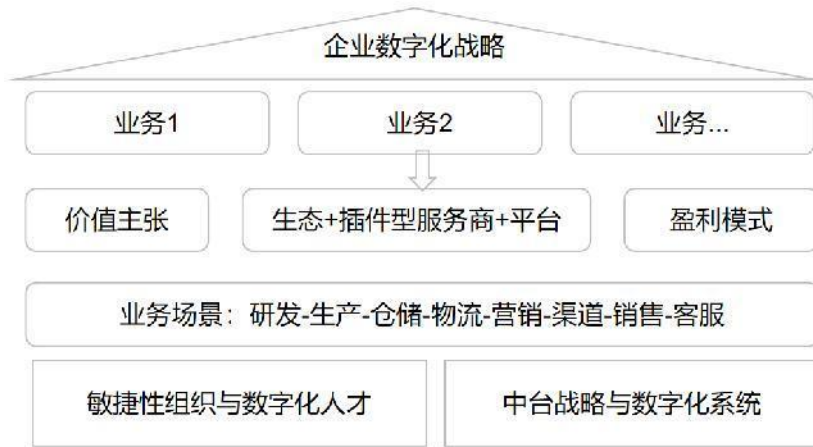 企业数字化战略
业务1
业务2
业务...
价值主张
生态+插件型服务商+平台
盈利模式
业务场景：研发-生产-仓储-物流-营销-渠道-销售-客服
敏捷性组织与数字化人才
中台战略与数字化系统